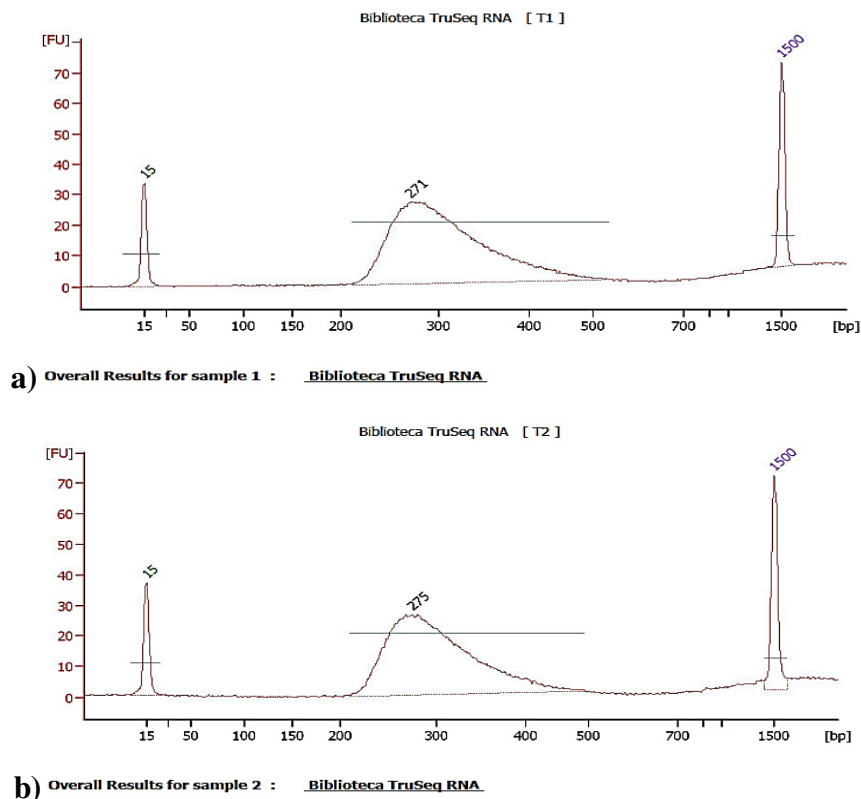 Biblioteca TruSeq RNA [ T1 ]
[FU]
1500
80
70
60
50
40
30
20
10
0
15
271
15 50 100 150 200 300 400 500 700 1500 [bp]
a) Overall Results for sample 1 : Biblioteca TruSeq RNA
Biblioteca TruSeq RNA [ T2 ]
[FU]
1500
70
60
50
40
30
20
10
0
15
275
15 50 100 150 200 300 400 500 700 1500 [bp]
b) Overall Results for sample 2 : Biblioteca TruSeq RNA